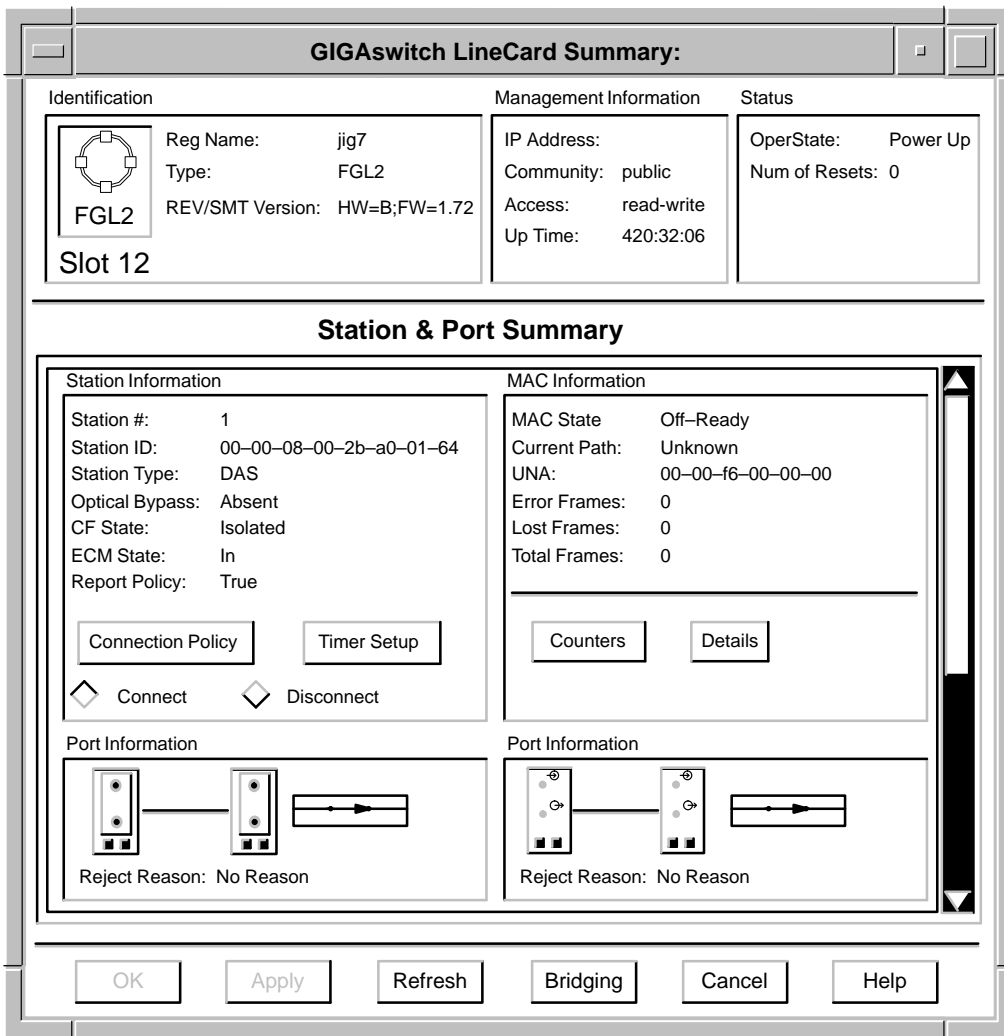 GIGAswitch LineCard Summary:
Identification
FGL2
Slot 12
Reg Name: jig7
Type: FGL2
REV/SMT Version: HW=B;FW=1.72
Management Information
IP Address:
Community: public
Access: read-write
Up Time: 420:32:06
Status
OperState: Power Up
Num of Resets: 0
Station & Port Summary
Station Information
Station #: 1
Station ID: 00–00–08–00–2b–a0–01–64
Station Type: DAS
Optical Bypass: Absent
CF State: Isolated
ECM State: In
Report Policy: True
Connection Policy Timer Setup
Connect Disconnect
MAC Information
MAC State Off–Ready
Current Path: Unknown
UNA: 00–00–f6–00–00–00
Error Frames: 0
Lost Frames: 0
Total Frames: 0
Counters Details
Port Information
Reject Reason: No Reason
Port Information
Reject Reason: No Reason
OK Apply Refresh Bridging Cancel Help